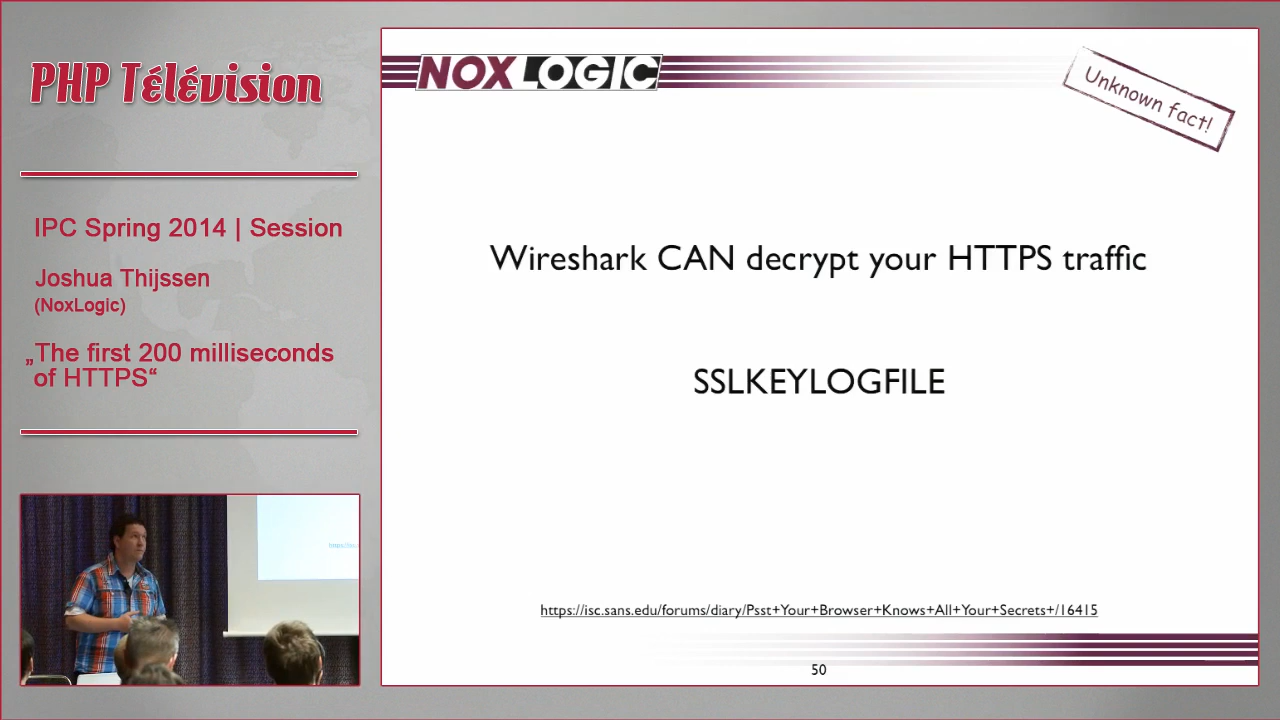 PHP Télévision
IPC Spring 2014 | Session
Joshua Thijssen
(NoxLogic)
„The first 200 milliseconds
of HTTPS“
NOXLOGIC
Unknown fact!
Wireshark CAN decrypt your HTTPS traffic
SSLKEYLOGFILE
https://isc.sans.edu/forums/diary/Psst+Your+Browser+Knows+All+Your+Secrets+/16415
50